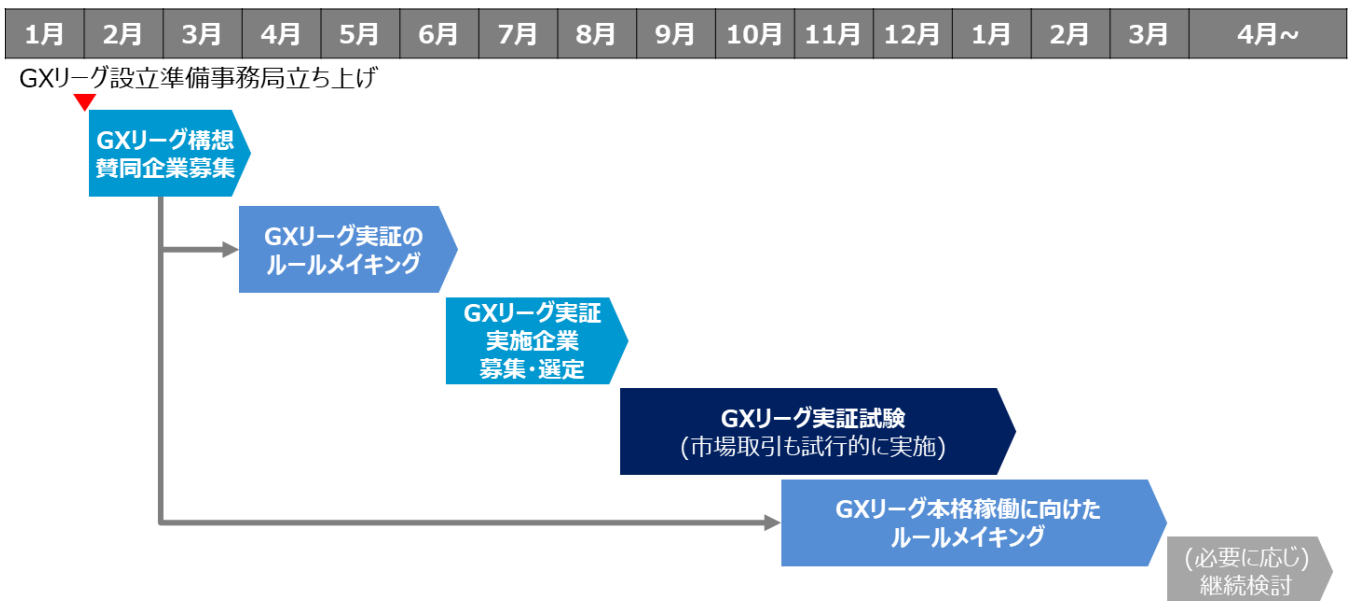 1月 2月 3月 4月 5月 6月 7月 8月 9月 10月 11月 12月 1月 2月 3月 4月~
GXリーグ設立準備事務局立ち上げ
GXリーグ構想
賛同企業募集
GXリーグ実証の
ルールメイキング
GXリーグ実証
実施企業
募集・選定
GXリーグ実証試験
(市場取引も試行的に実施)
GXリーグ本格稼働に向けた
ルールメイキング
(必要に応じ)
継続検討